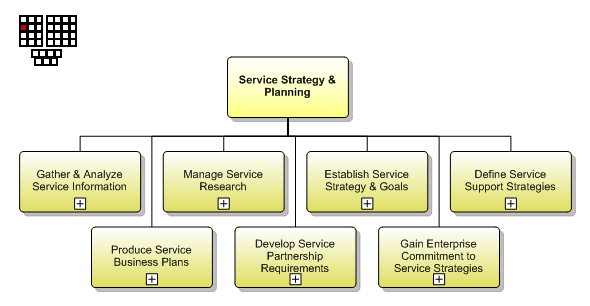 Service Strategy &
Planning
Gather & Analyze
Service Information
Manage Service
Research
Establish Service
Strategy & Goals
Define Service
Support Strategies
Produce Service
Business Plans
Develop Service
Partnership
Requirements
Gain Enterprise
Commitment to
Service Strategies